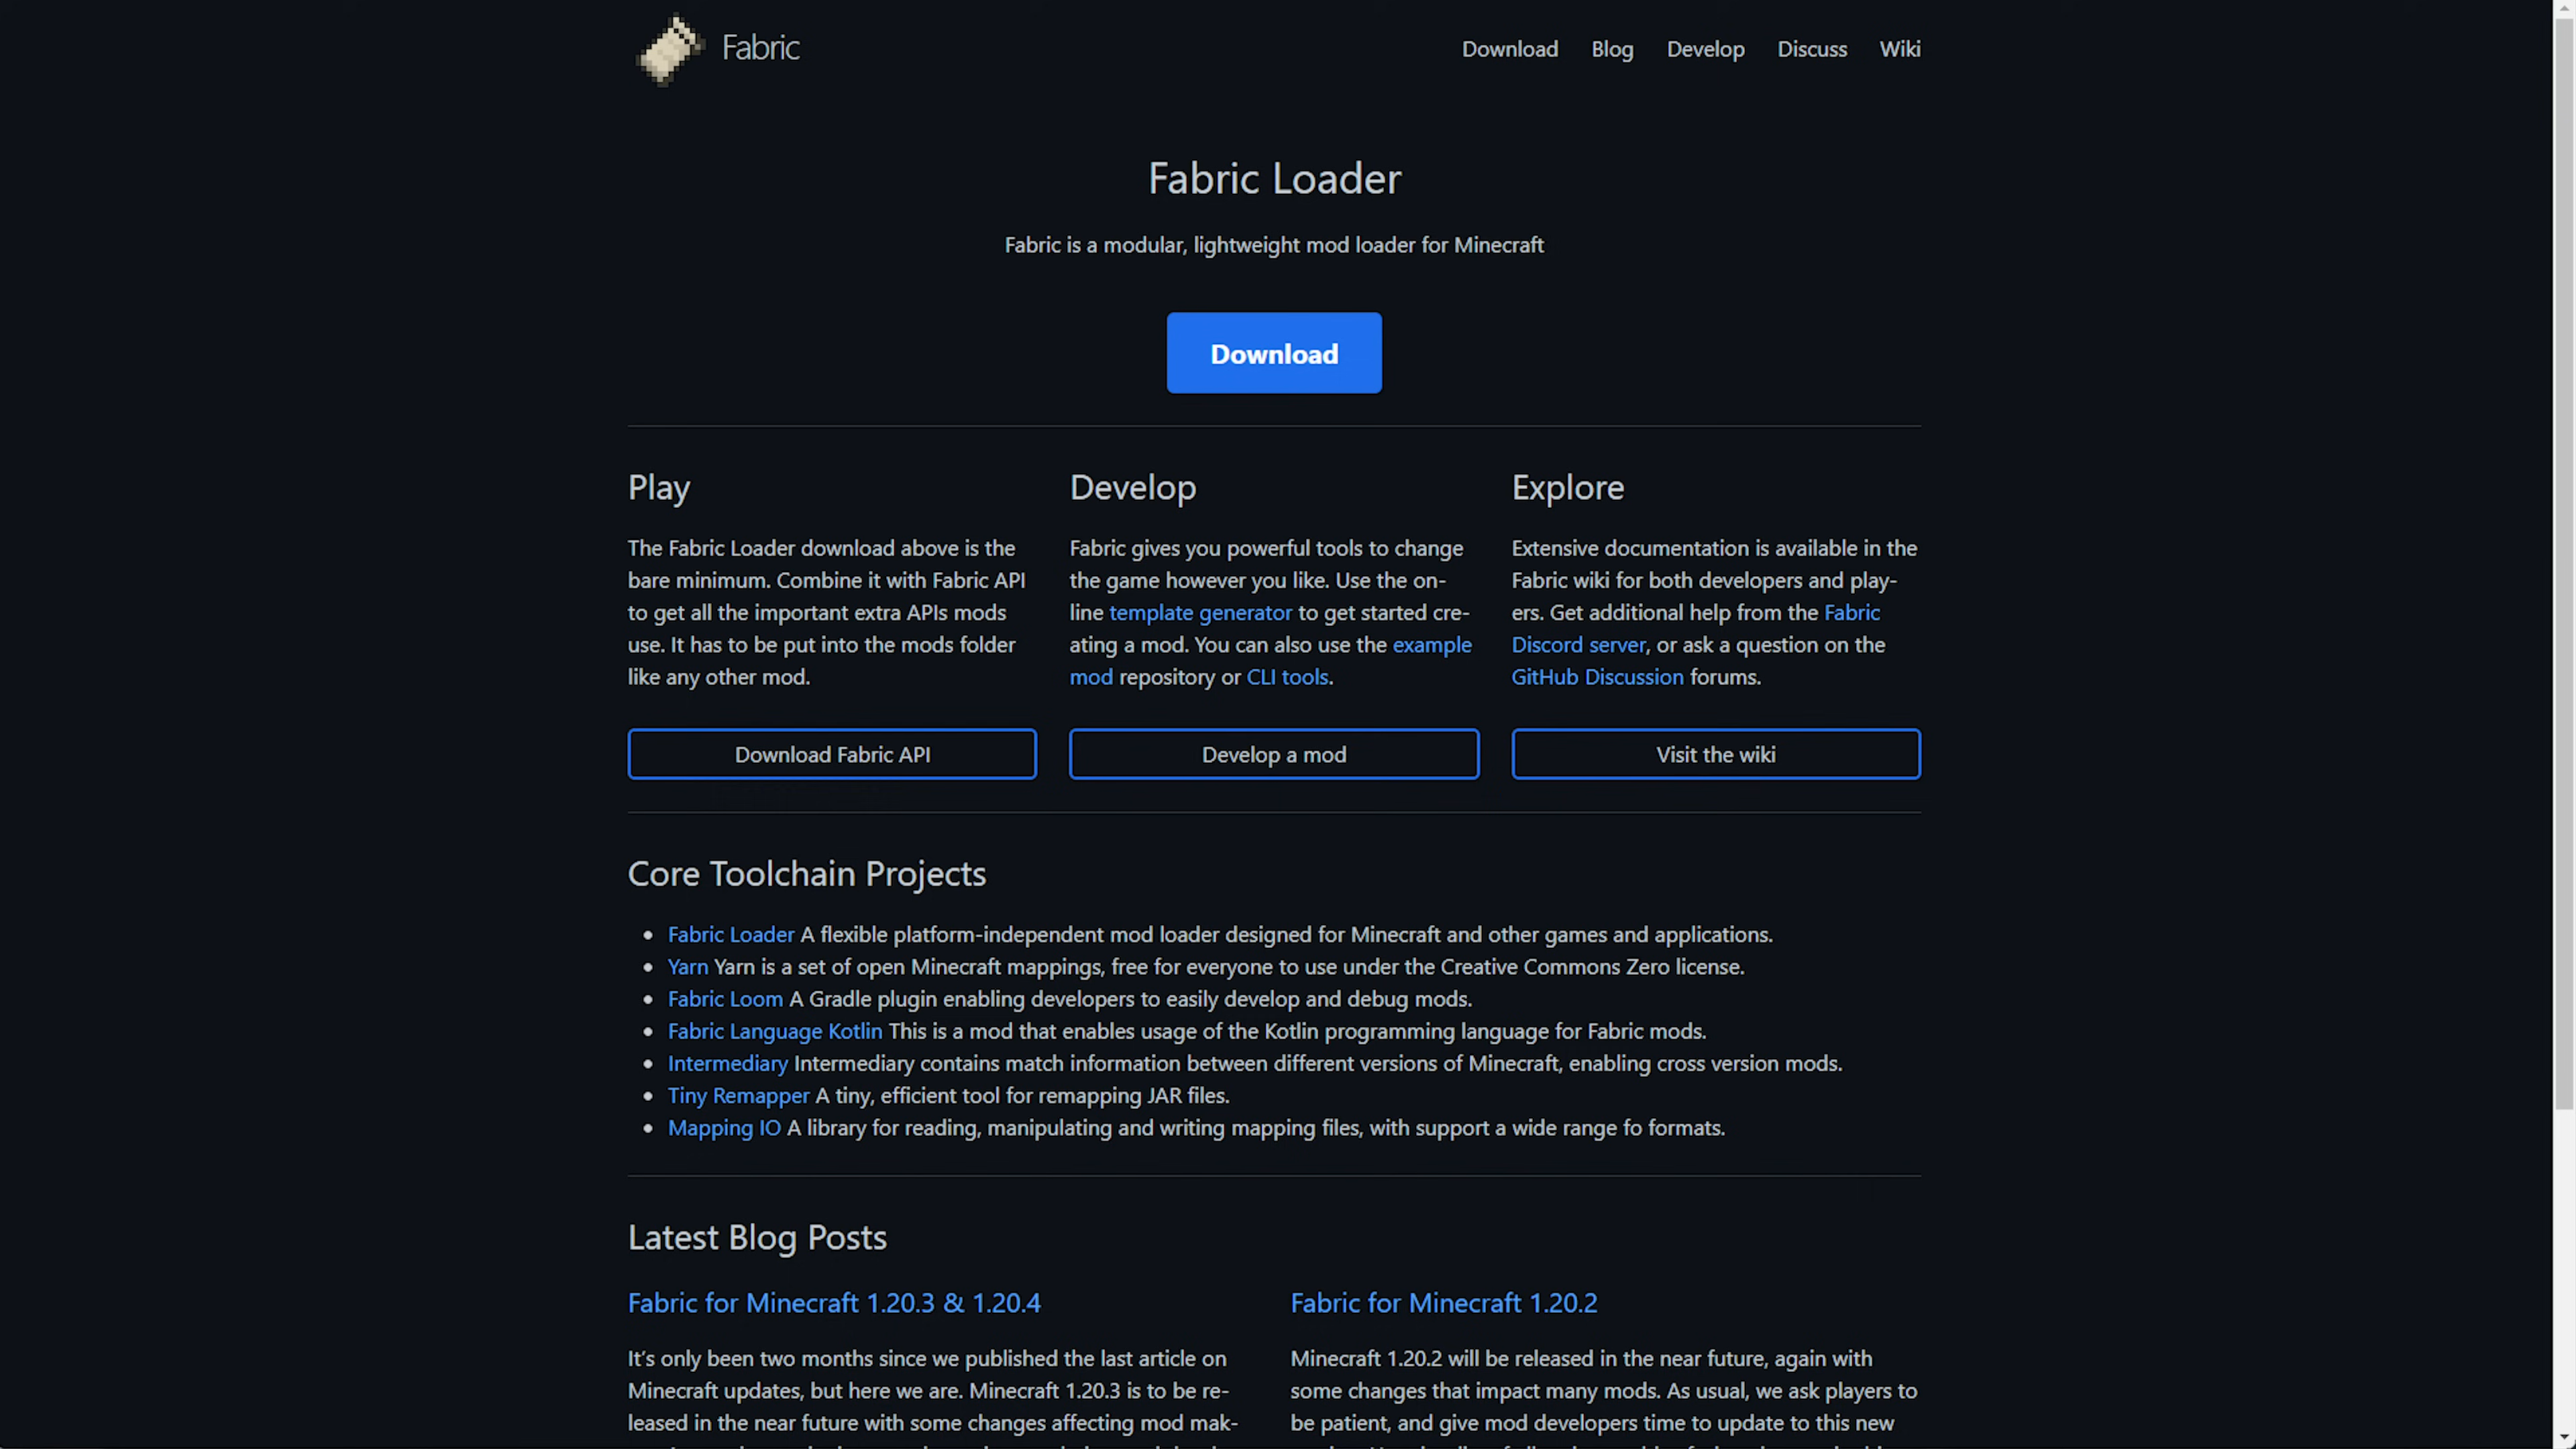 Fabric
Download Blog Develop Discuss Wiki
Fabric Loader
Fabric is a modular, lightweight mod loader for Minecraft
Download
Play
The Fabric Loader download above is the
bare minimum. Combine it with Fabric API
to get all the important extra APIs mods
use. It has to be put into the mods folder
like any other mod.
Download Fabric API
Develop
Fabric gives you powerful tools to change
the game however you like. Use the on-
line template generator to get started cre-
ating a mod. You can also use the example
mod repository or CLI tools.
Develop a mod
Explore
Extensive documentation is available in the
Fabric wiki for both developers and play-
ers. Get additional help from the Fabric
Discord server, or ask a question on the
GitHub Discussion forums.
Visit the wiki
Core Toolchain Projects
• Fabric Loader A flexible platform-independent mod loader designed for Minecraft and other games and applications.
• Yarn Yarn is a set of open Minecraft mappings, free for everyone to use under the Creative Commons Zero license.
• Fabric Loom A Gradle plugin enabling developers to easily develop and debug mods.
• Fabric Language Kotlin This is a mod that enables usage of the Kotlin programming language for Fabric mods.
• Intermediary Intermediary contains match information between different versions of Minecraft, enabling cross version mods.
• Tiny Remapper A tiny, efficient tool for remapping JAR files.
• Mapping IO A library for reading, manipulating and writing mapping files, with support a wide range fo formats.
Latest Blog Posts
Fabric for Minecraft 1.20.3 & 1.20.4
It's only been two months since we published the last article on
Minecraft updates, but here we are. Minecraft 1.20.3 is to be re-
leased in the near future with some changes affecting mod mak-
Fabric for Minecraft 1.20.2
Minecraft 1.20.2 will be released in the near future, again with
some changes that impact many mods. As usual, we ask players to
be patient, and give mod developers time to update to this new